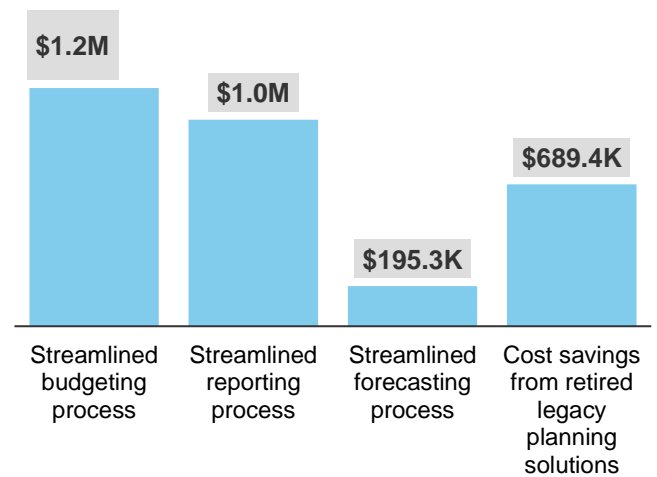 $1.2M
$1.0M
$689.4K
$195.3K
Streamlined
budgeting
process
Streamlined
reporting
process
Streamlined
forecasting
process
Cost savings
from retired
legacy
planning
solutions